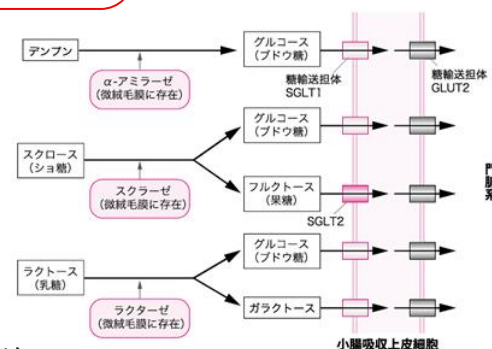 デンプン
α-アミラーゼ
(微絨毛膜に存在)
グルコース
(ブドウ糖)
糖輸送担体
SGLT1
糖輸送担体
GLUT2
スクロース
(ショ糖)
スクラーゼ
(微絨毛膜に存在)
グルコース
(ブドウ糖)
フルクトース
(果糖)
SGLT2
ラクトース
(乳糖)
ラクターゼ
(微絨毛膜に存在)
グルコース
(ブドウ糖)
ガラクトース
小腸吸収上皮細胞